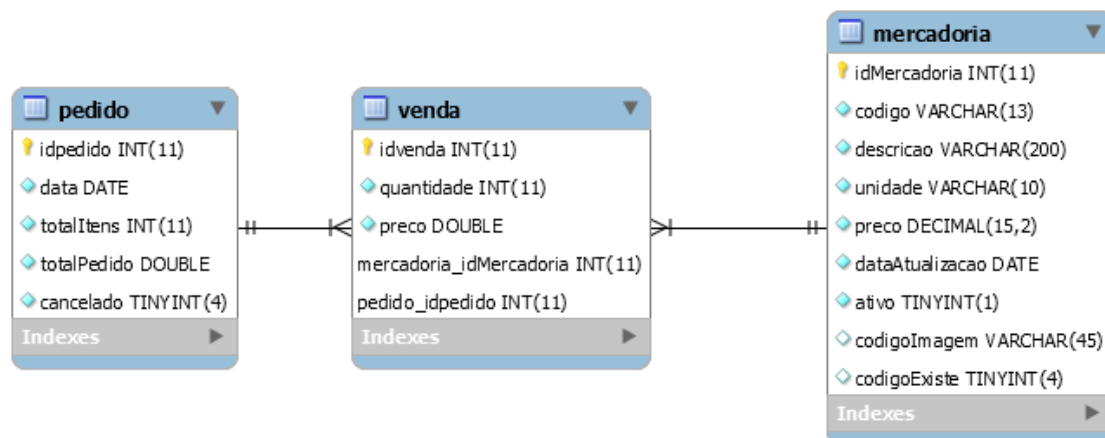 pedido
idpedido INT(11)
data DATE
totalItens INT(11)
totalPedido DOUBLE
cancelado TINYINT(4)
Indexes
venda
idvenda INT(11)
quantidade INT(11)
preco DOUBLE
mercadoria_idMercadoria INT(11)
pedido_idpedido INT(11)
Indexes
mercadoria
idMercadoria INT(11)
codigo VARCHAR(13)
descricao VARCHAR(200)
unidade VARCHAR(10)
preco DECIMAL(15,2)
dataAtualizacao DATE
ativo TINYINT(1)
codigoImagem VARCHAR(45)
codigoExiste TINYINT(4)
Indexes